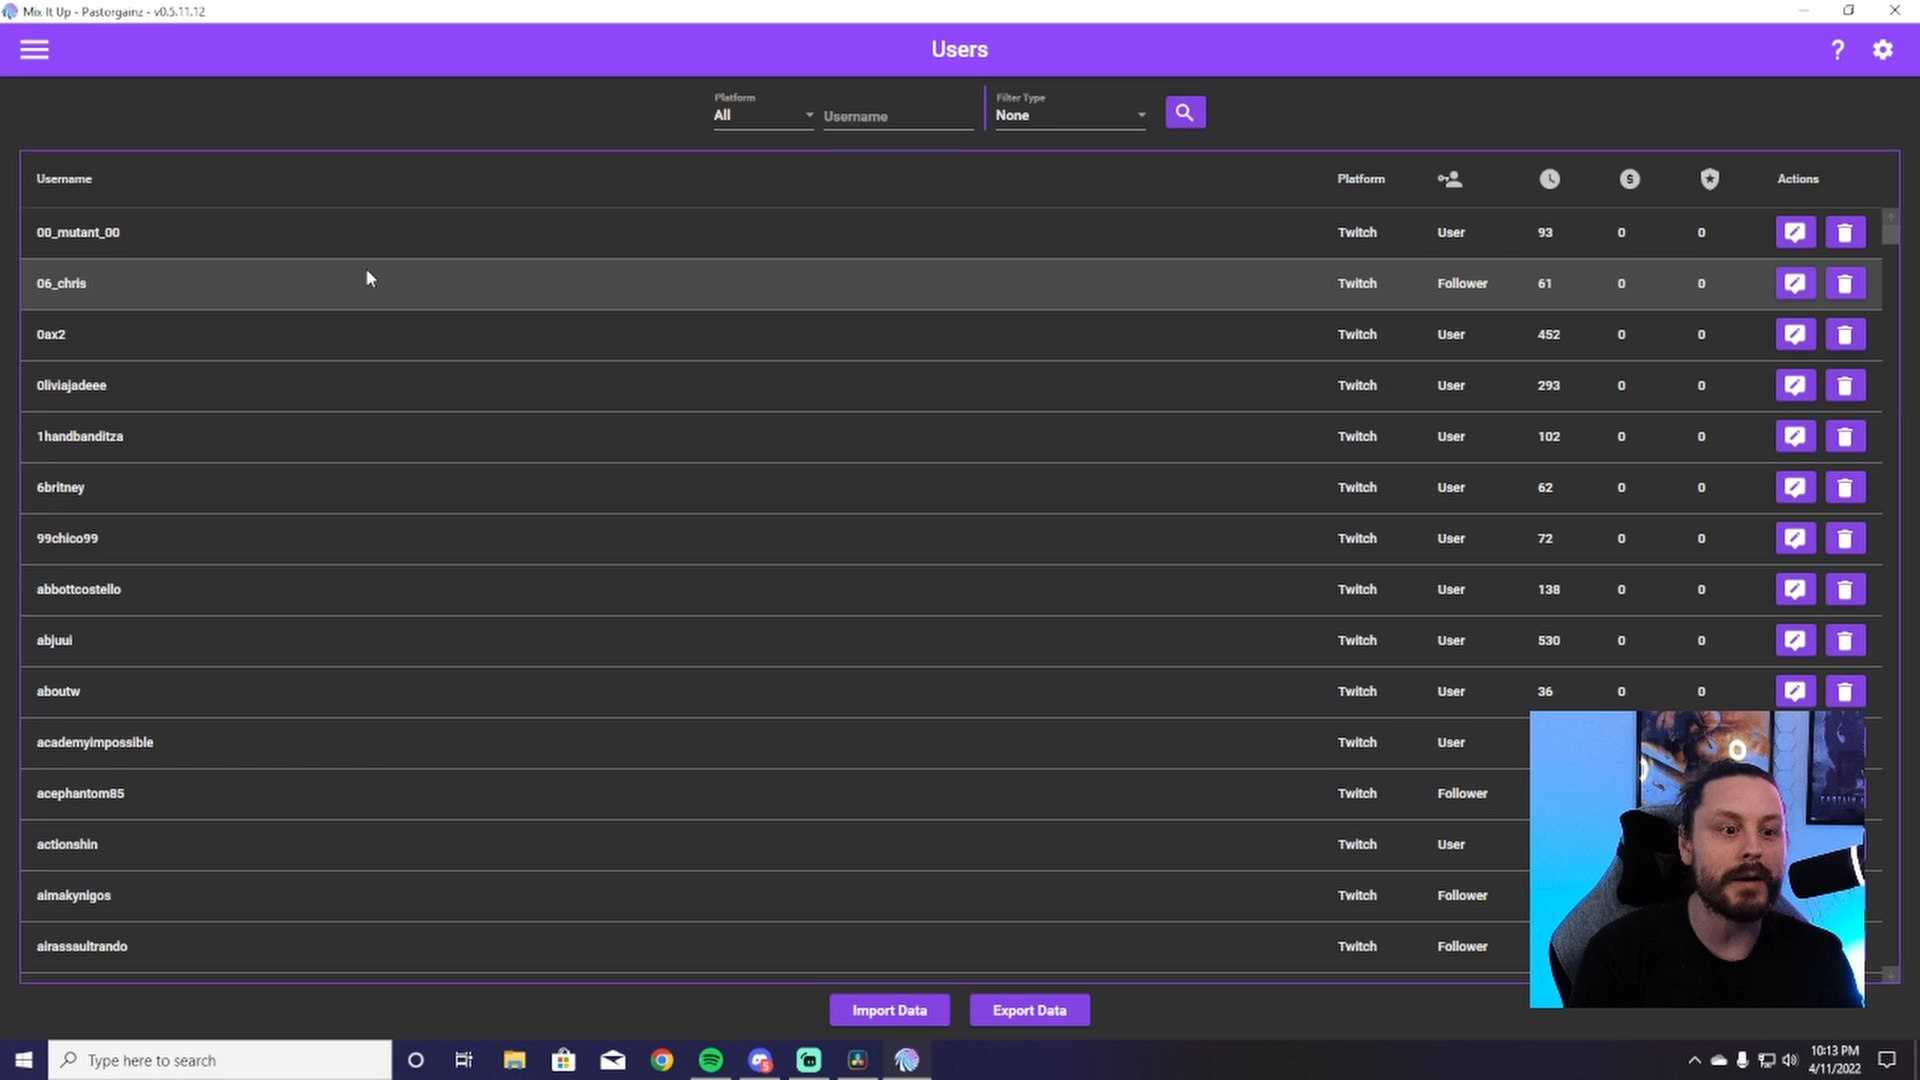 Mix It Up - Pastorgainz - v0.5.11.12
Users
?
Platform
All
Username
Filter Type
None
Username Platform Actions
00_mutant_00 Twitch User 93 0 0
06_chris Twitch Follower 61 0 0
0ax2 Twitch User 452 0 0
0liviajadeee Twitch User 293 0 0
1handbanditza Twitch User 102 0 0
6britney Twitch User 62 0 0
99chico99 Twitch User 72 0 0
abbottcostello Twitch User 138 0 0
abjuui Twitch User 530 0 0
aboutw Twitch User 36 0 0
academyimpossible Twitch User
acephantom85 Twitch Follower
actionshin Twitch User
aimakynigos Twitch Follower
airassaultrando Twitch Follower
Import Data Export Data
Type here to search
10:13 PM
4/11/2022